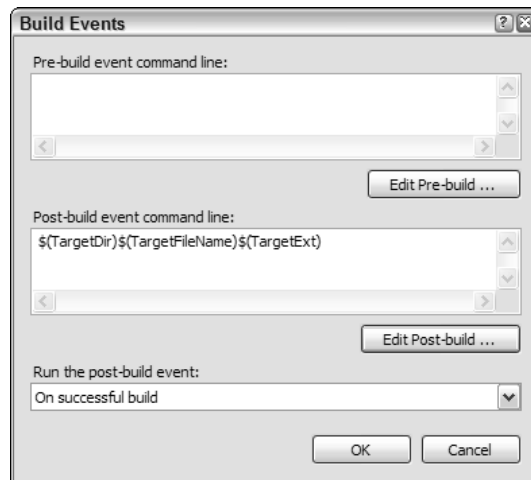 Build Events
Pre-build event command line:
Edit Pre-build ...
Post-build event command line:
$(TargetDir)$(TargetFileName)$(TargetExt)
Edit Post-build ...
Run the post-build event:
On successful build
OK Cancel